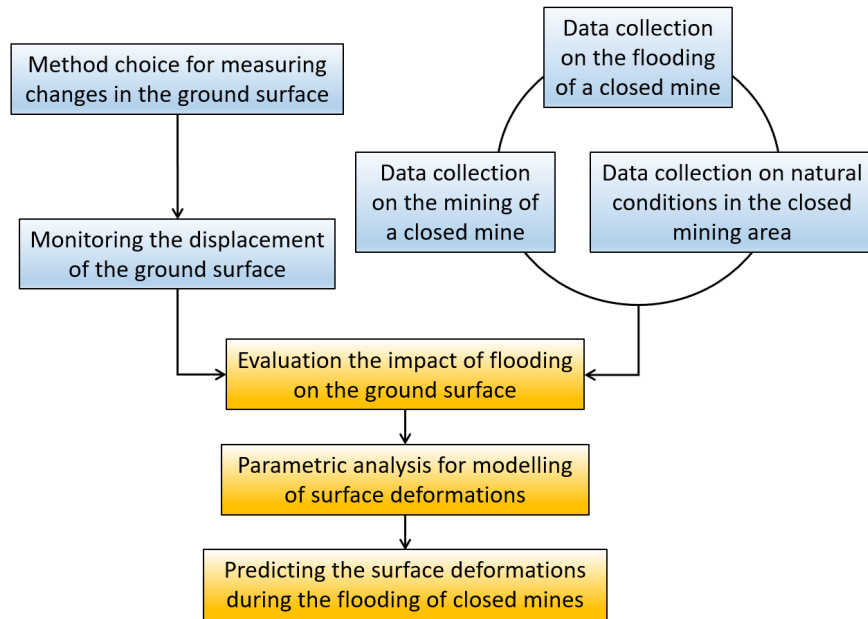 Method choice for measuring
changes in the ground surface
Monitoring the displacement
of the ground surface
Data collection
on the flooding
of a closed mine
Data collection
on the mining of
a closed mine
Data collection on natural
conditions in the closed
mining area
Evaluation the impact of flooding
on the ground surface
Parametric analysis for modelling
of surface deformations
Predicting the surface deformations
during the flooding of closed mines